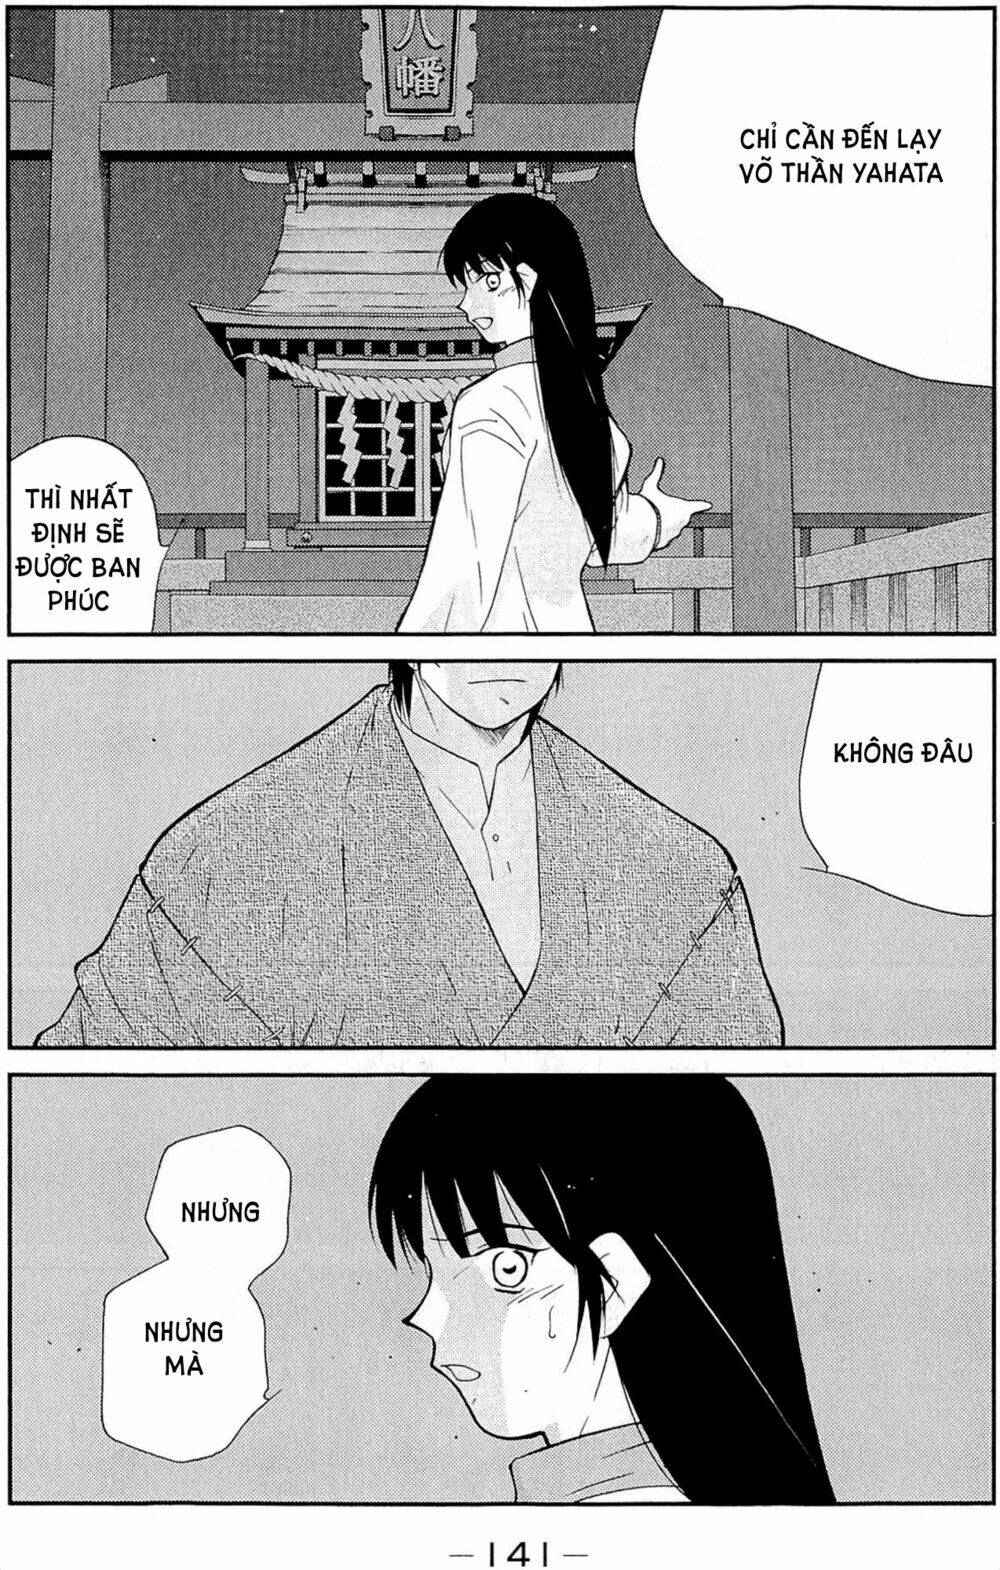 八幡
CHỈ CẦN ĐẾN LẠY
VÕ THẦN YAHATA
THÌ NHẤT
ĐỊNH SẼ
ĐƯỢC BAN
PHÚC
KHÔNG ĐÂU
NHƯNG
NHƯNG
MÀ
—141—